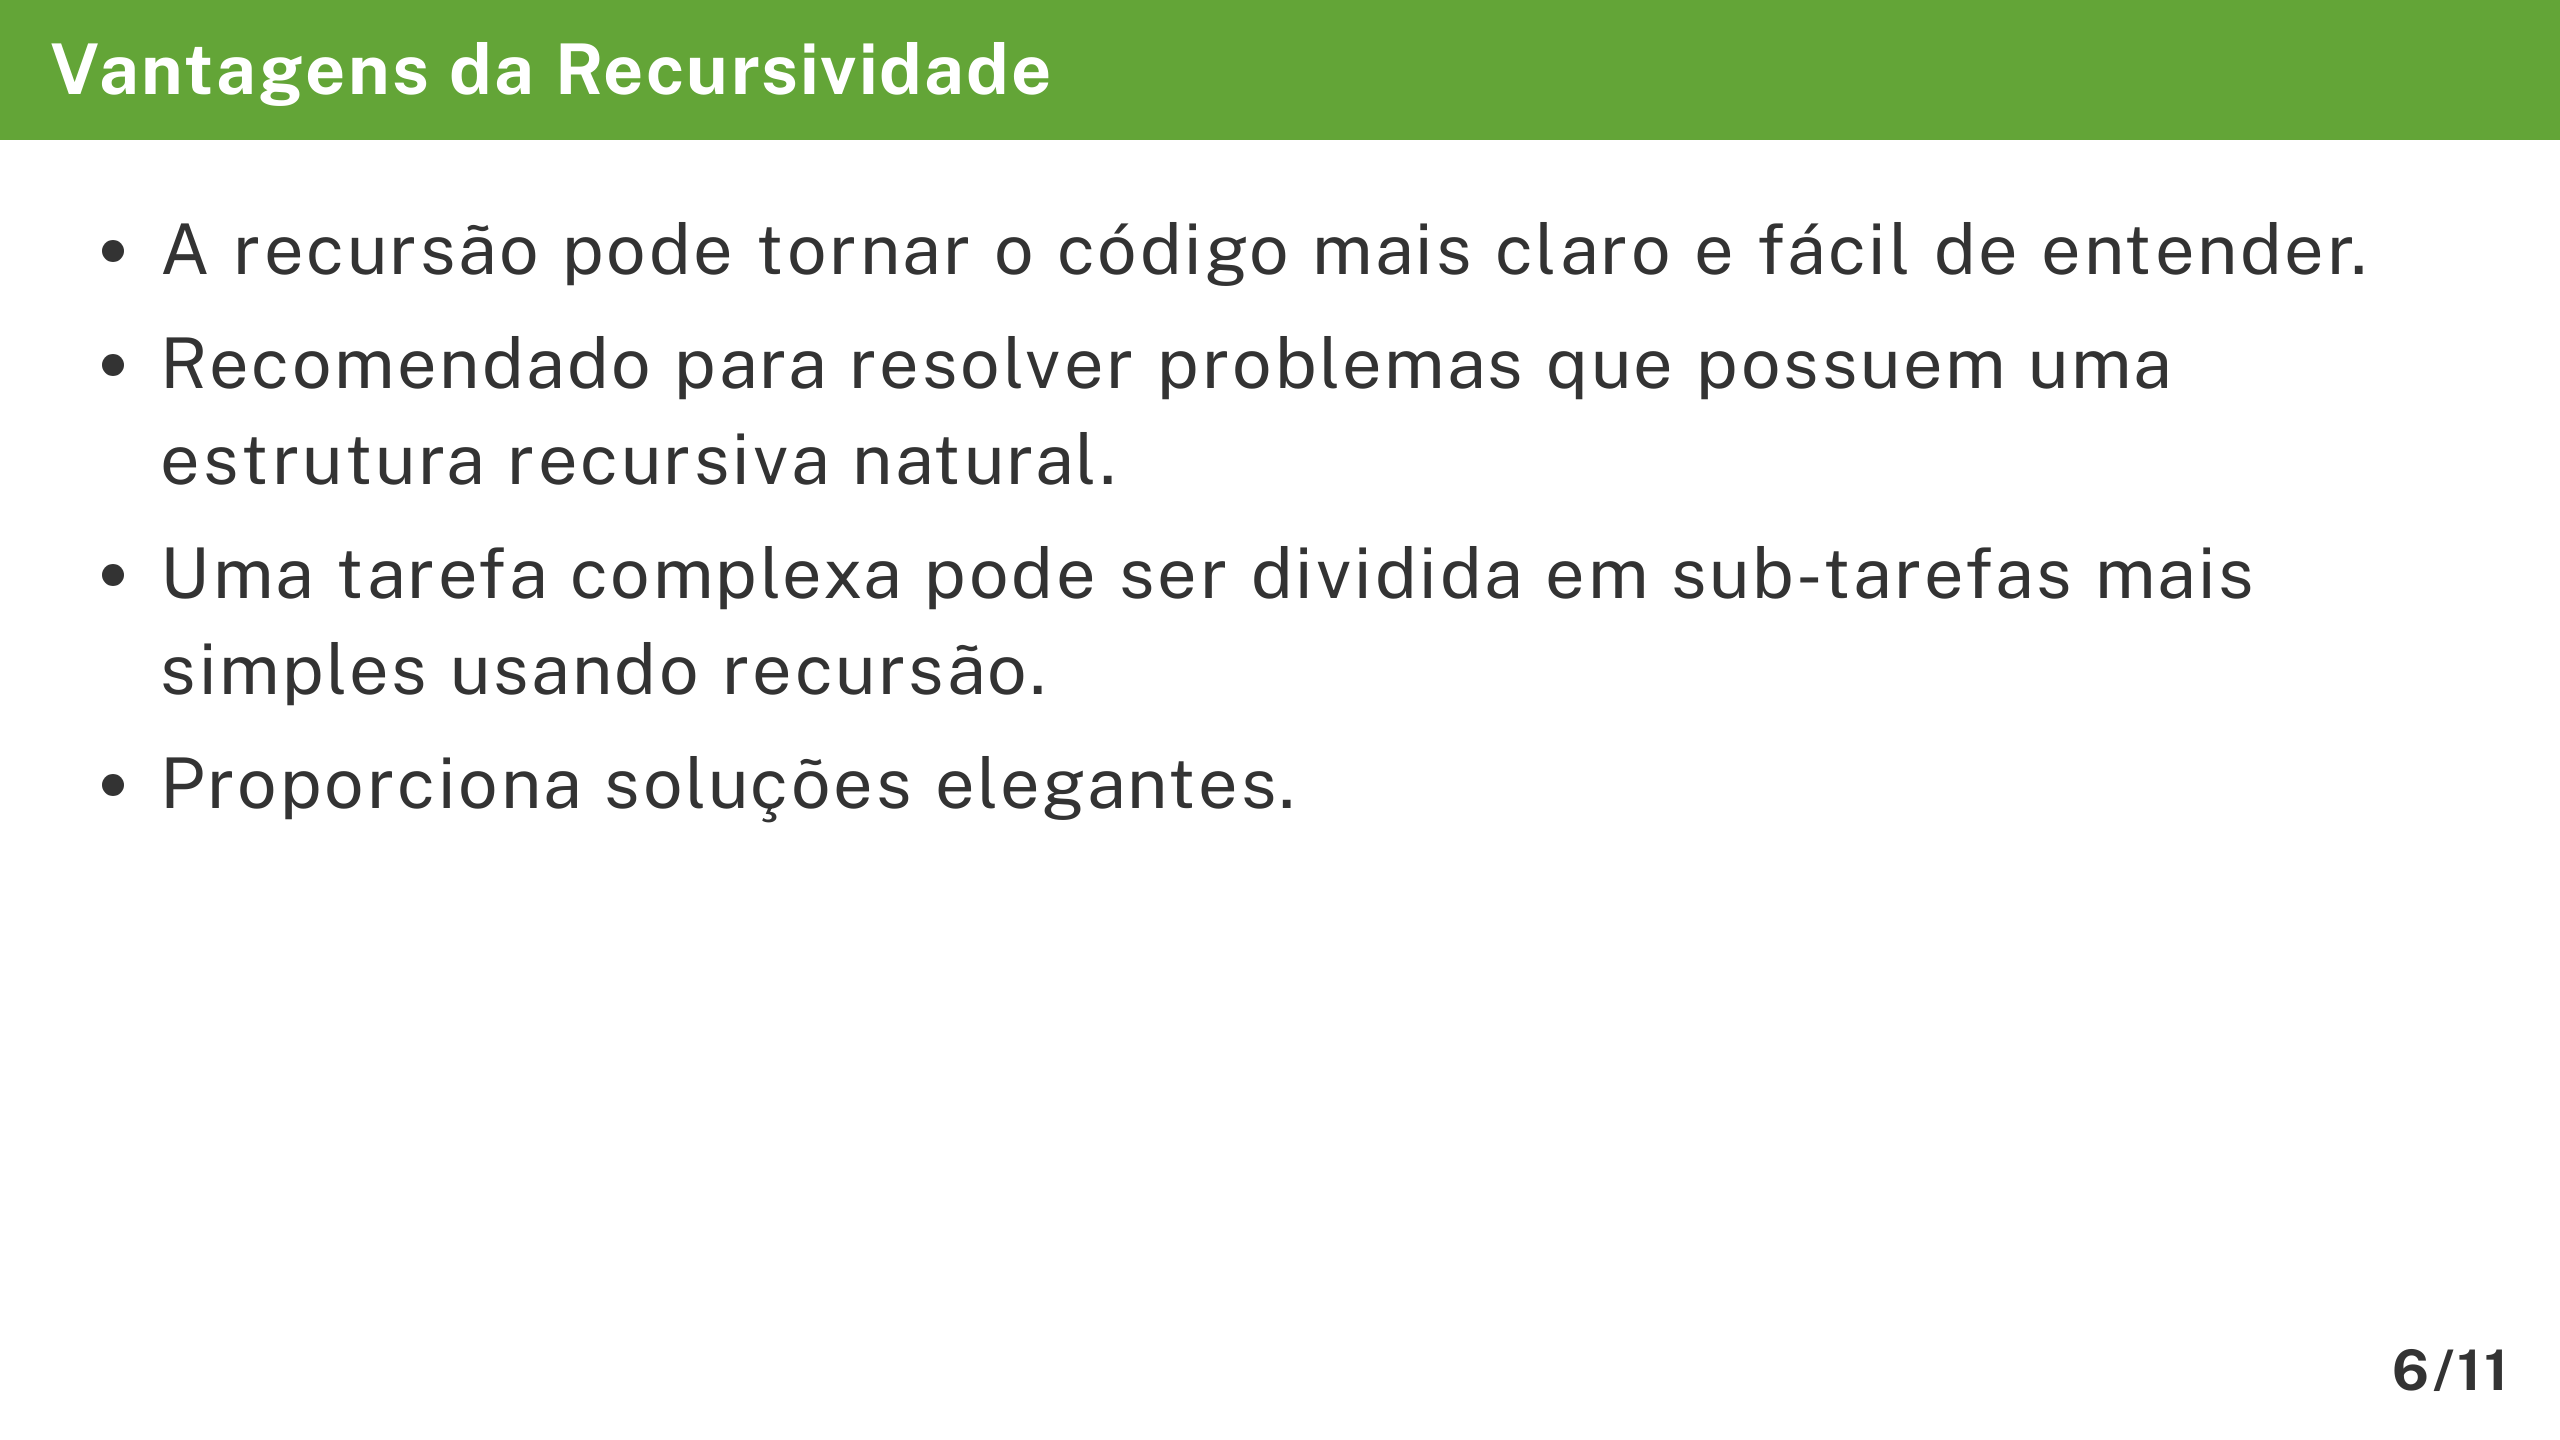 Vantagens da Recursividade
• A recursão pode tornar o código mais claro e fácil de entender.
• Recomendado para resolver problemas que possuem uma
estrutura recursiva natural.
• Uma tarefa complexa pode ser dividida em sub-tarefas mais
simples usando recursão.
• Proporciona soluções elegantes.
6/11